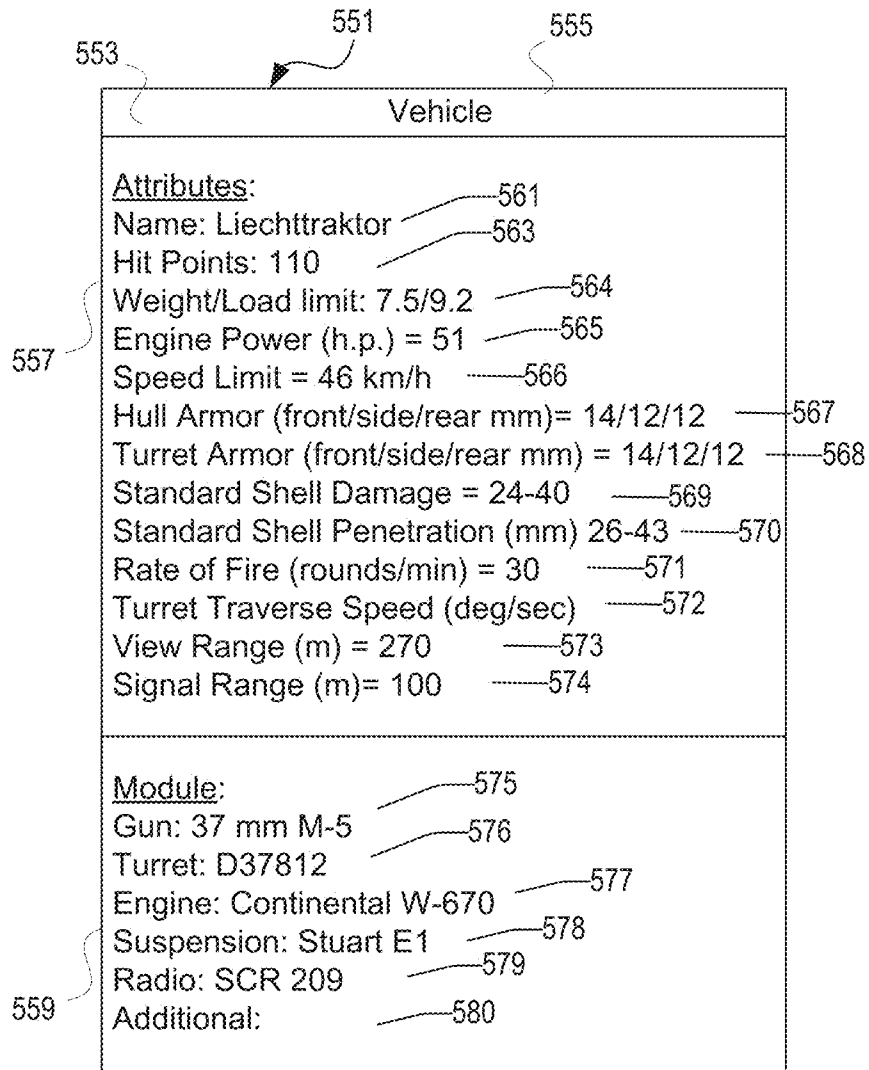 551
555
553
Vehicle
Attributes:
Name: Liechttraktor 561
Hit Points: 110 563
Weight/Load limit: 7.5/9.2 564
Engine Power (h.p.) = 51 565
557
Speed Limit = 46 km/h 566
Hull Armor (front/side/rear mm)= 14/12/12 567
Turret Armor (front/side/rear mm) = 14/12/12 568
Standard Shell Damage = 24-40 569
Standard Shell Penetration (mm) 26-43 570
Rate of Fire (rounds/min) = 30 571
Turret Traverse Speed (deg/sec) 572
View Range (m) = 270 573
Signal Range (m)= 100 574
Module:
Gun: 37 mm M-5 575
Turret: D37812 576
Engine: Continental W-670 577
Suspension: Stuart E1 578
Radio: SCR 209 579
559
Additional: 580